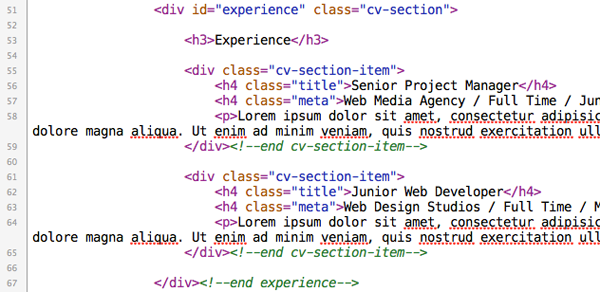 51 <div id="experience" class="cv-section">
52
53 <h3>Experience</h3>
54
55 <div class="cv-section-item">
56 <h4 class="title">Senior Project Manager</h4>
57 <h4 class="meta">Web Media Agency / Full Time / Jun
58 <p>Lorem ipsum dolor sit amet, consectetur adipisic
dolore magna aliqua. Ut enim ad minim veniam, quis nostrud exercitation ull
59 </div><!--end cv-section-item-->
60
61 <div class="cv-section-item">
62 <h4 class="title">Junior Web Developer</h4>
63 <h4 class="meta">Web Design Studios / Full Time / M
64 <p>Lorem ipsum dolor sit amet, consectetur adipisic
dolore magna aliqua. Ut enim ad minim veniam, quis nostrud exercitation ull
65 </div><!--end cv-section-item-->
66
67 </div><!--end experience-->